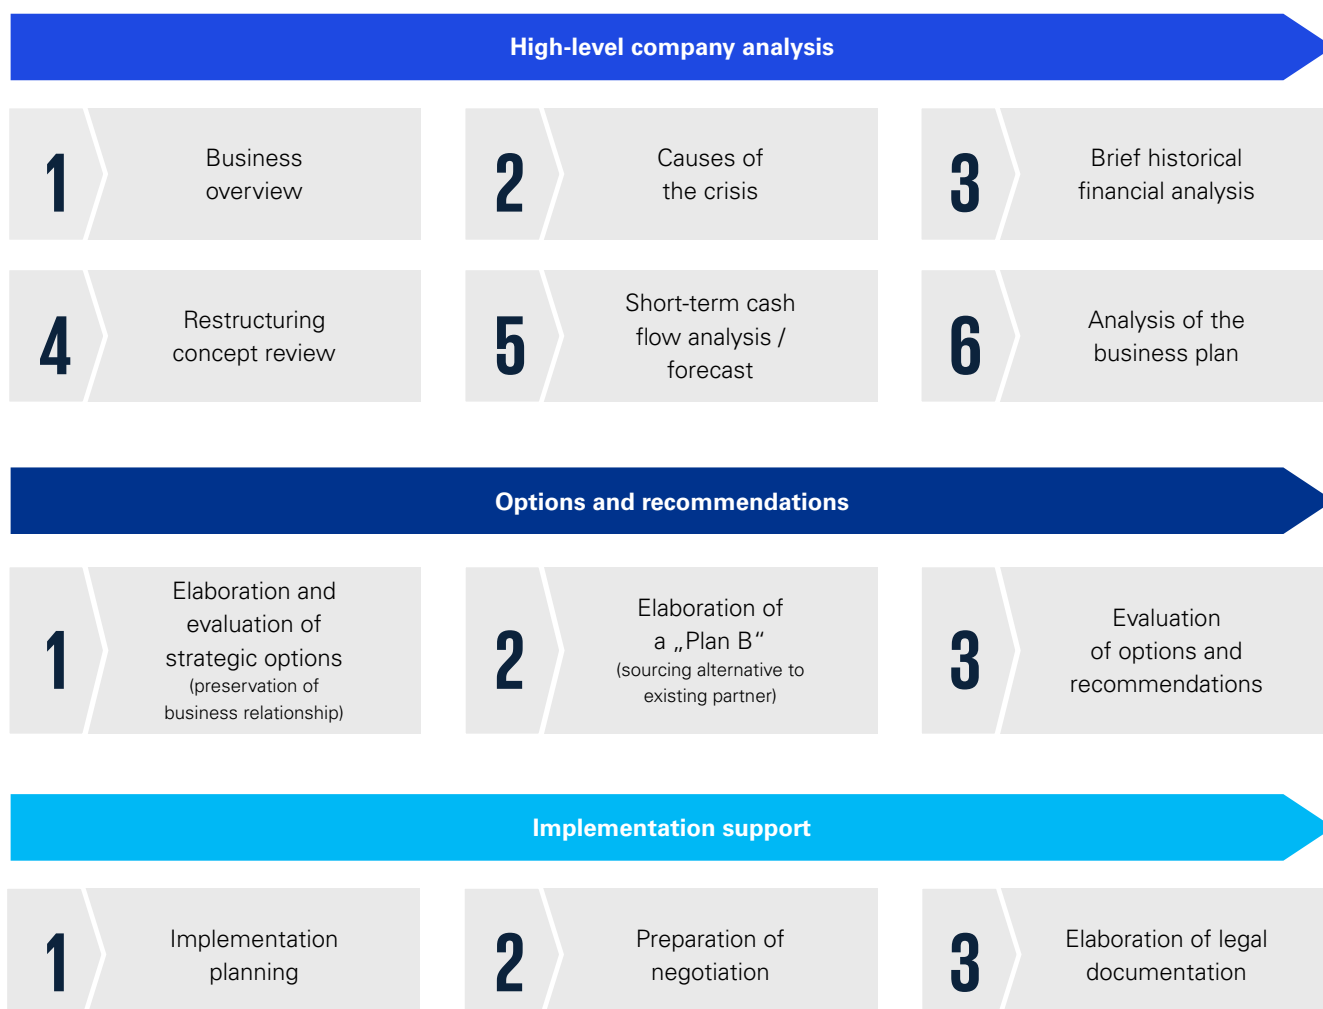 High-level company analysis
1
Business
overview
2
Causes of
the crisis
3
Brief historical
financial analysis
4
Restructuring
concept review
5
Short-term cash
flow analysis /
forecast
6
Analysis of the
business plan
Options and recommendations
1
Elaboration and
evaluation of
strategic options
(preservation of
business relationship)
2
Elaboration of
a „Plan B“
(sourcing alternative to
existing partner)
3
Evaluation
of options and
recommendations
Implementation support
1
Implementation
planning
2
Preparation of
negotiation
3
Elaboration of legal
documentation